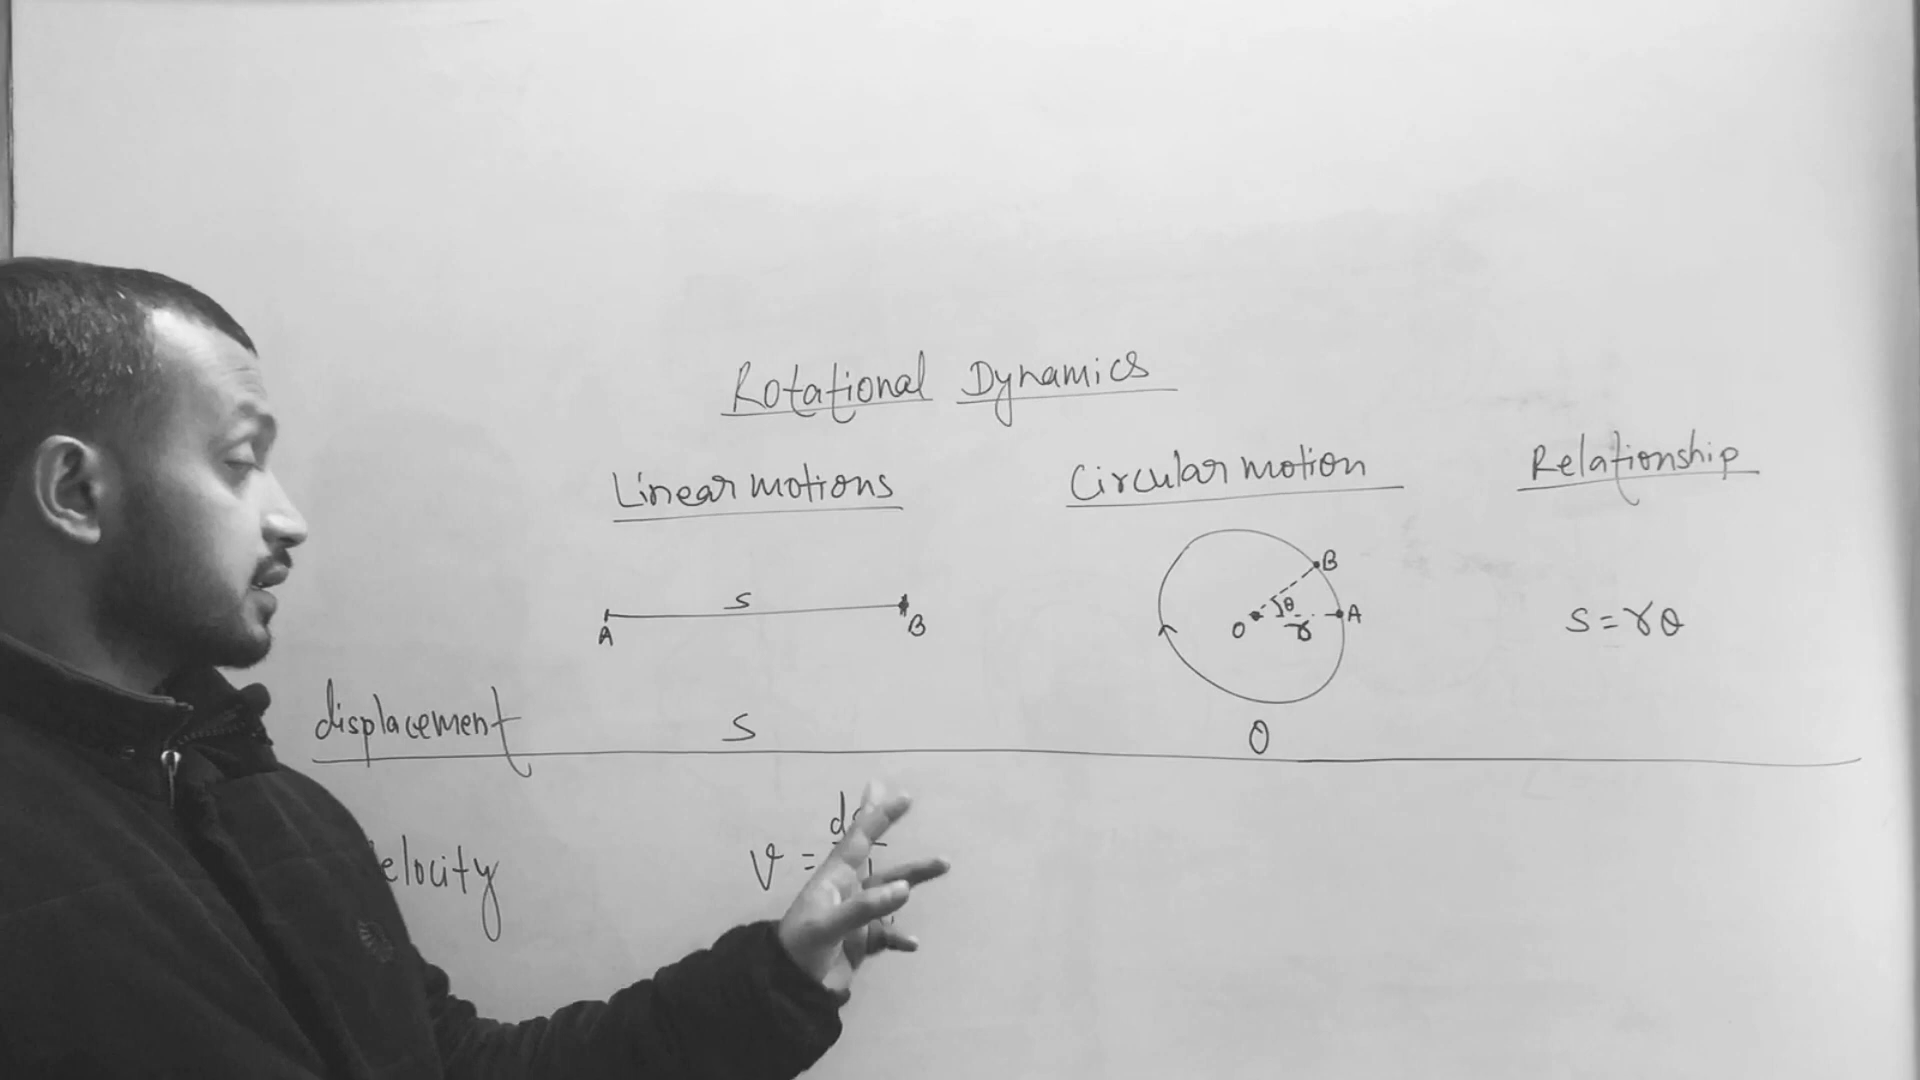 Rotational Dynamics
Linear motions Circular motion Relationship
S
A B
B
θ
O r A
S = rθ
displacement S θ
elocity v = d